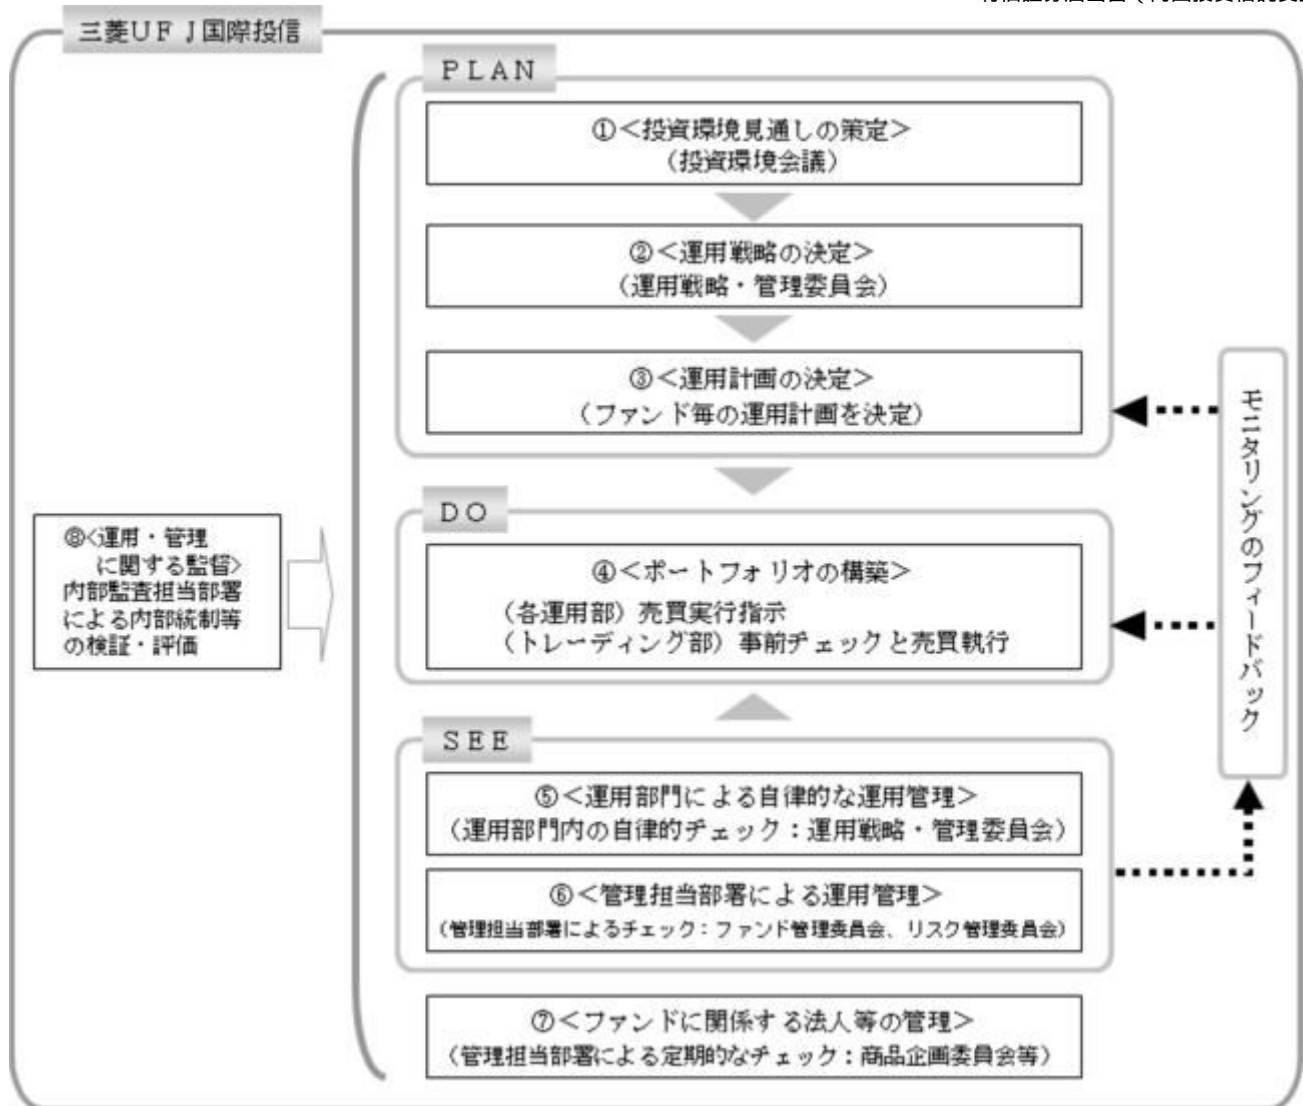 三菱UFJ国際投信
PLAN
①<投資環境見通しの策定>
(投資環境会議)
②<運用戦略の決定>
(運用戦略・管理委員会)
③<運用計画の決定>
(ファンド毎の運用計画を決定)
DO
④<ポートフォリオの構築>
(各運用部)売買実行指示
(トレーディング部)事前チェックと売買執行
SEE
⑤<運用部門による自律的な運用管理>
(運用部門内の自律的チェック:運用戦略・管理委員会)
⑥<管理担当部署による運用管理>
(管理担当部署によるチェック:ファンド管理委員会、リスク管理委員会)
⑦<ファンドに関係する法人等の管理>
(管理担当部署による定期的なチェック:商品企画委員会等)
⑧<運用・管理
に関する監督>
内部監査担当部署
による内部統制等
の検証・評価
モニタリングのフィードバック